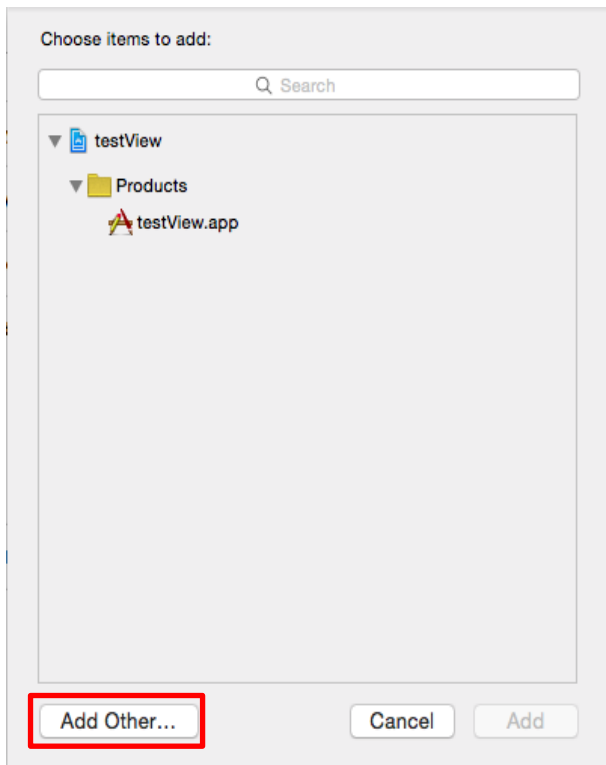 Choose items to add:
Search
testView
Products
testView.app
Add Other...
Cancel
Add